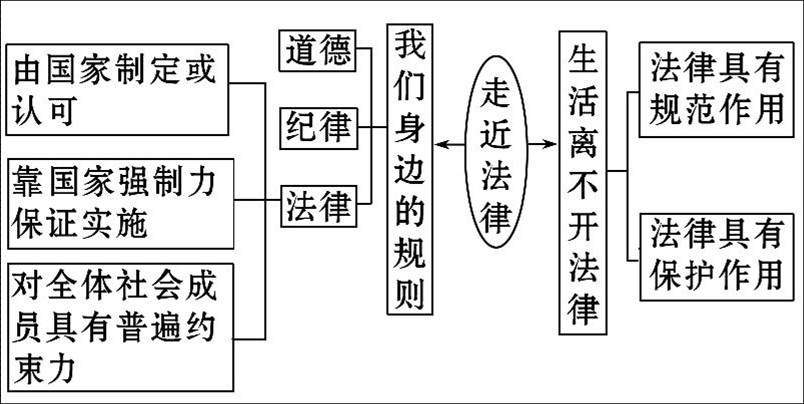 由国家制定或
认可
靠国家强制力
保证实施
对全体社会成
员具有普遍约
束力
道德
纪律
法律
我们身边的规则
走近法律
生活离不开法律
法律具有
规范作用
法律具有
保护作用